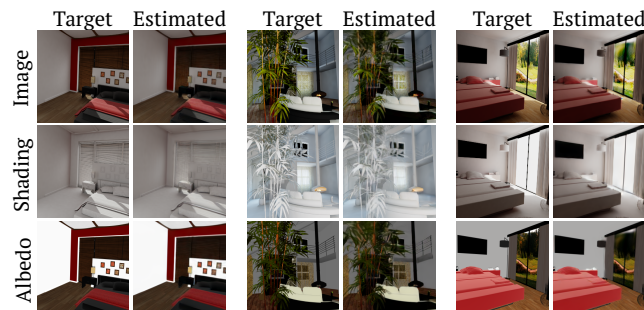 Target Estimated Target Estimated Target Estimated
Image
Shading
Albedo